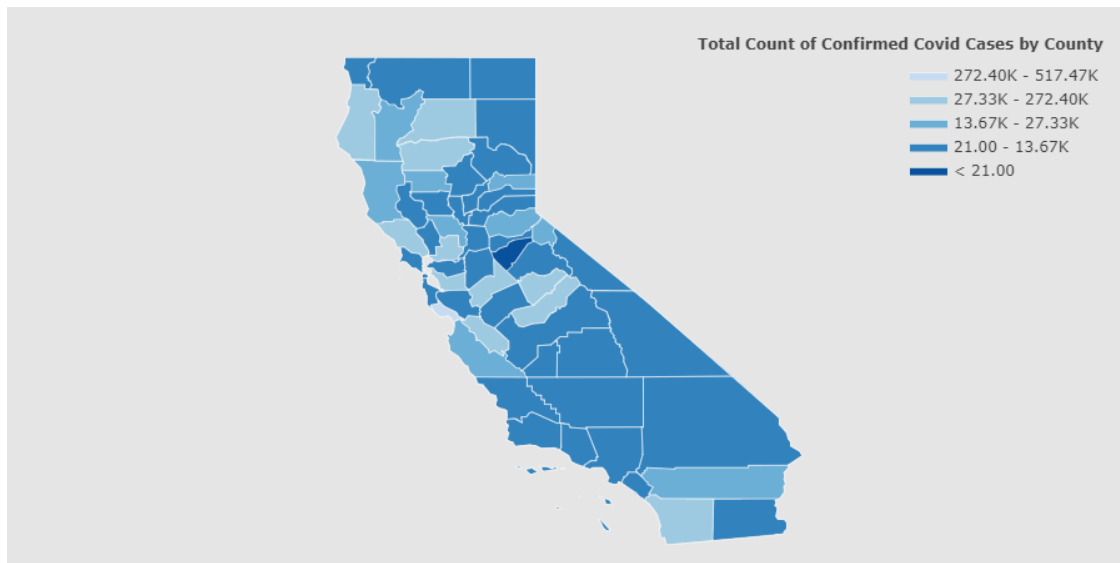 Total Count of Confirmed Covid Cases by County
272.40K - 517.47K
27.33K - 272.40K
13.67K - 27.33K
21.00 - 13.67K
< 21.00